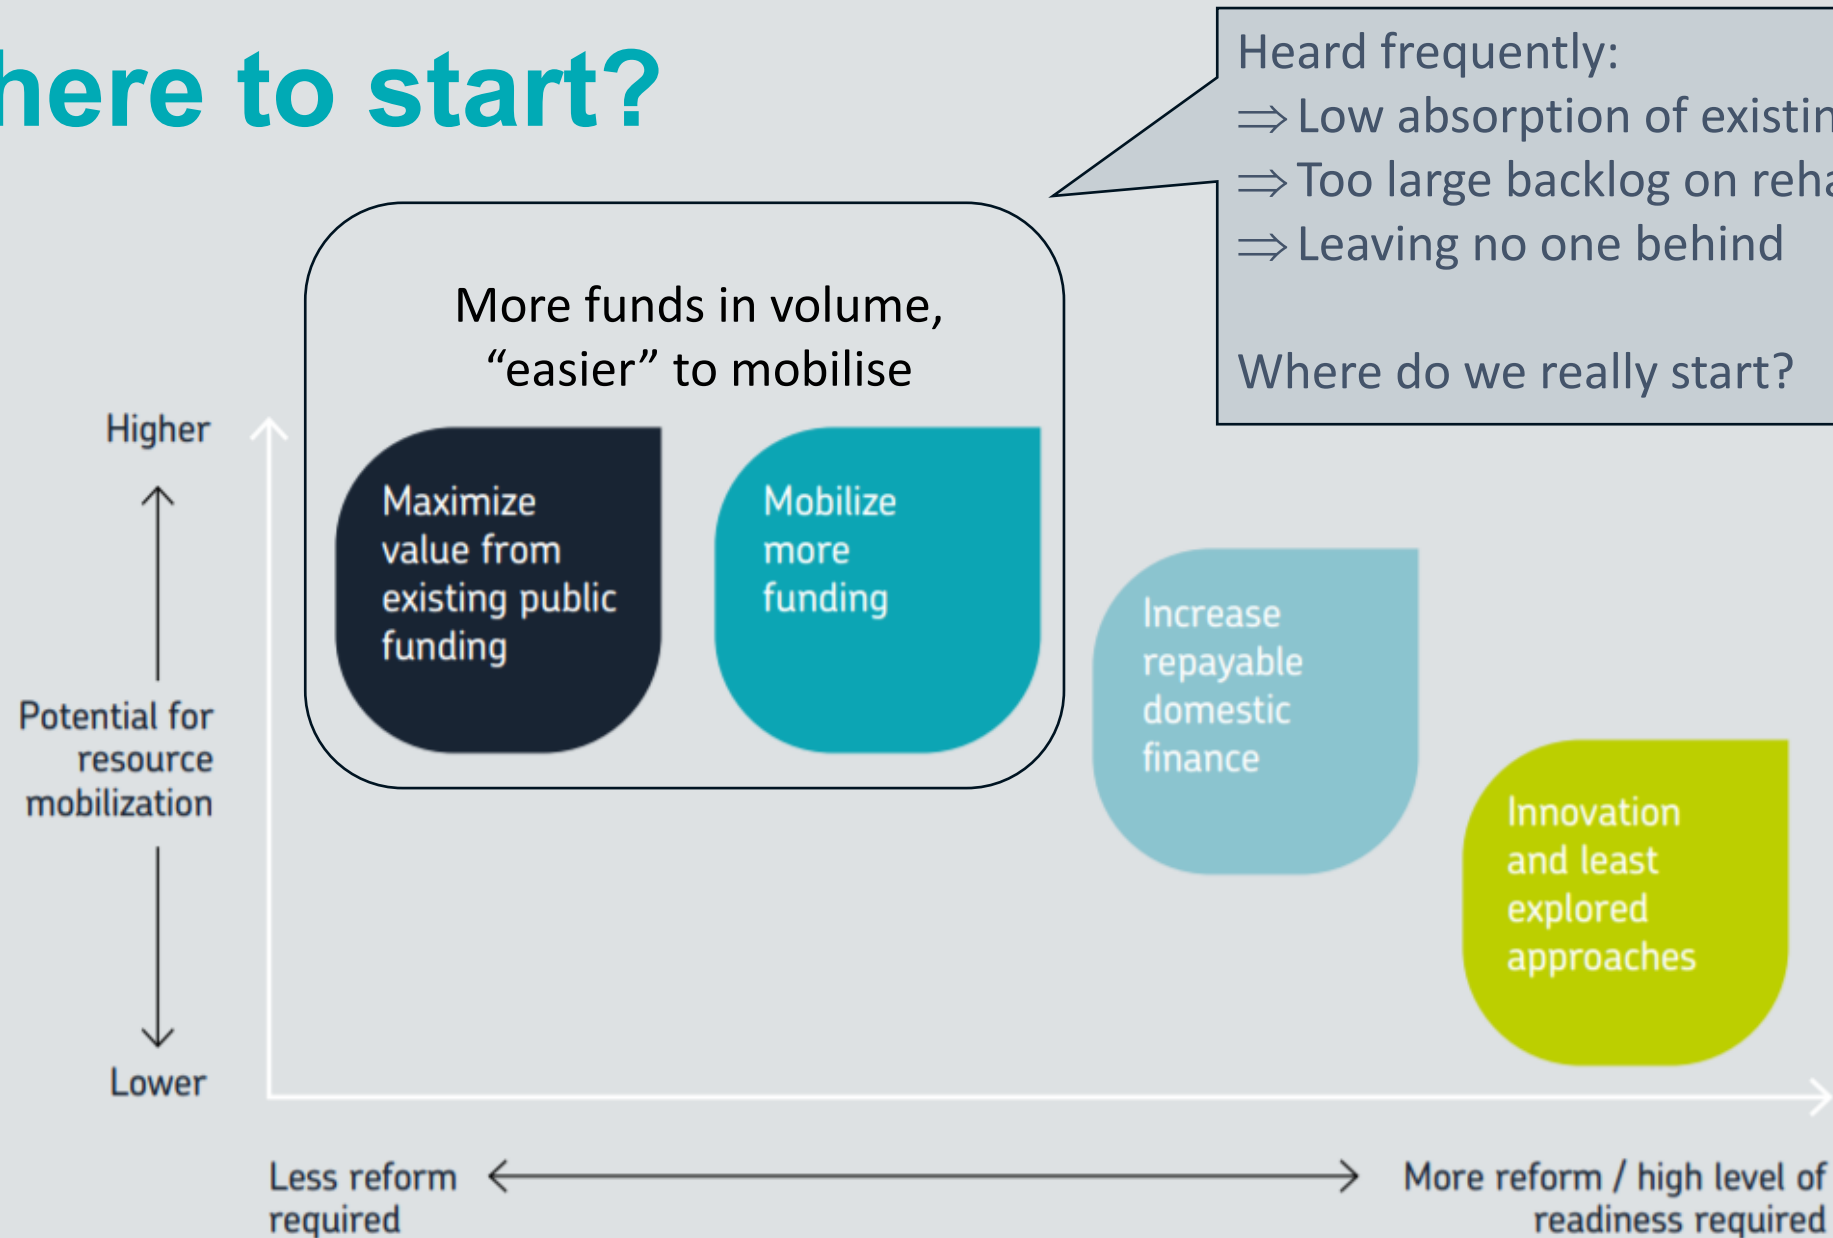 here to start?
Heard frequently:
⇒ Low absorption of existin
⇒ Too large backlog on reha
⇒ Leaving no one behind
Where do we really start?
More funds in volume,
“easier” to mobilise
Higher
Potential for
resource
mobilization
Lower
Maximize
value from
existing public
funding
Mobilize
more
funding
Increase
repayable
domestic
finance
Innovation
and least
explored
approaches
Less reform
required
More reform / high level of
readiness required